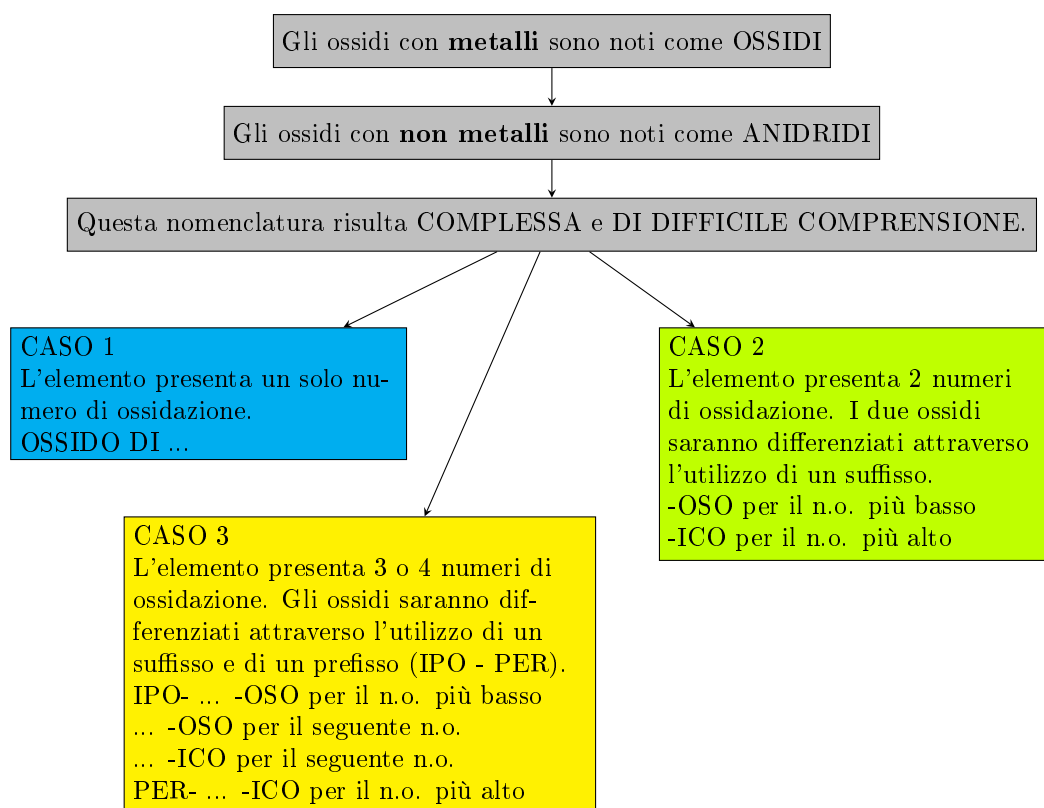 Gli ossidi con metalli sono noti come OSSIDI
Gli ossidi con non metalli sono noti come ANIDRIDI
Questa nomenclatura risulta COMPLESSA e DI DIFFICILE COMPRENSIONE.
CASO 1
L'elemento presenta un solo nu-
mero di ossidazione.
OSSIDO DI ...
CASO 2
L'elemento presenta 2 numeri
di ossidazione. I due ossidi
saranno differenziati attraverso
l'utilizzo di un suffisso.
-OSO per il n.o. più basso
-ICO per il n.o. più alto
CASO 3
L'elemento presenta 3 o 4 numeri di
ossidazione. Gli ossidi saranno dif-
ferenziati attraverso l'utilizzo di un
suffisso e di un prefisso (IPO - PER).
IPO- ... -OSO per il n.o. più basso
... -OSO per il seguente n.o.
... -ICO per il seguente n.o.
PER- ... -ICO per il n.o. più alto